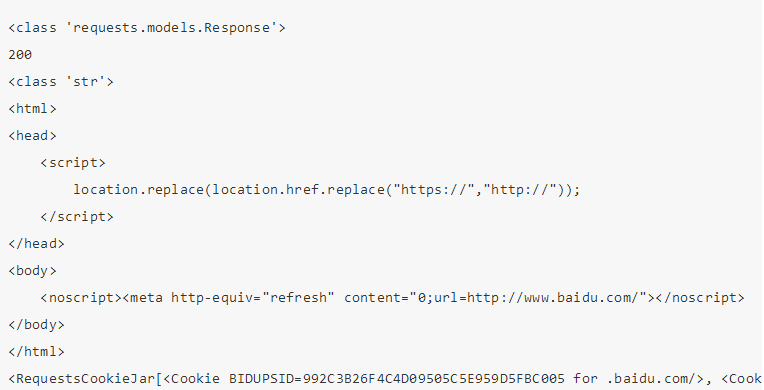 <class 'requests.models.Response'>
200
<class 'str'>
<html>
<head>
    <script>
        location.replace(location.href.replace("https://","http://"));
    </script>
</head>
<body>
    <noscript><meta http-equiv="refresh" content="0;url=http://www.baidu.com/"></noscript>
</body>
</html>
<RequestsCookieJar[<Cookie BIDUPSID=992C3B26F4C4D09505C5E959D5FBC005 for .baidu.com/>, <Cook